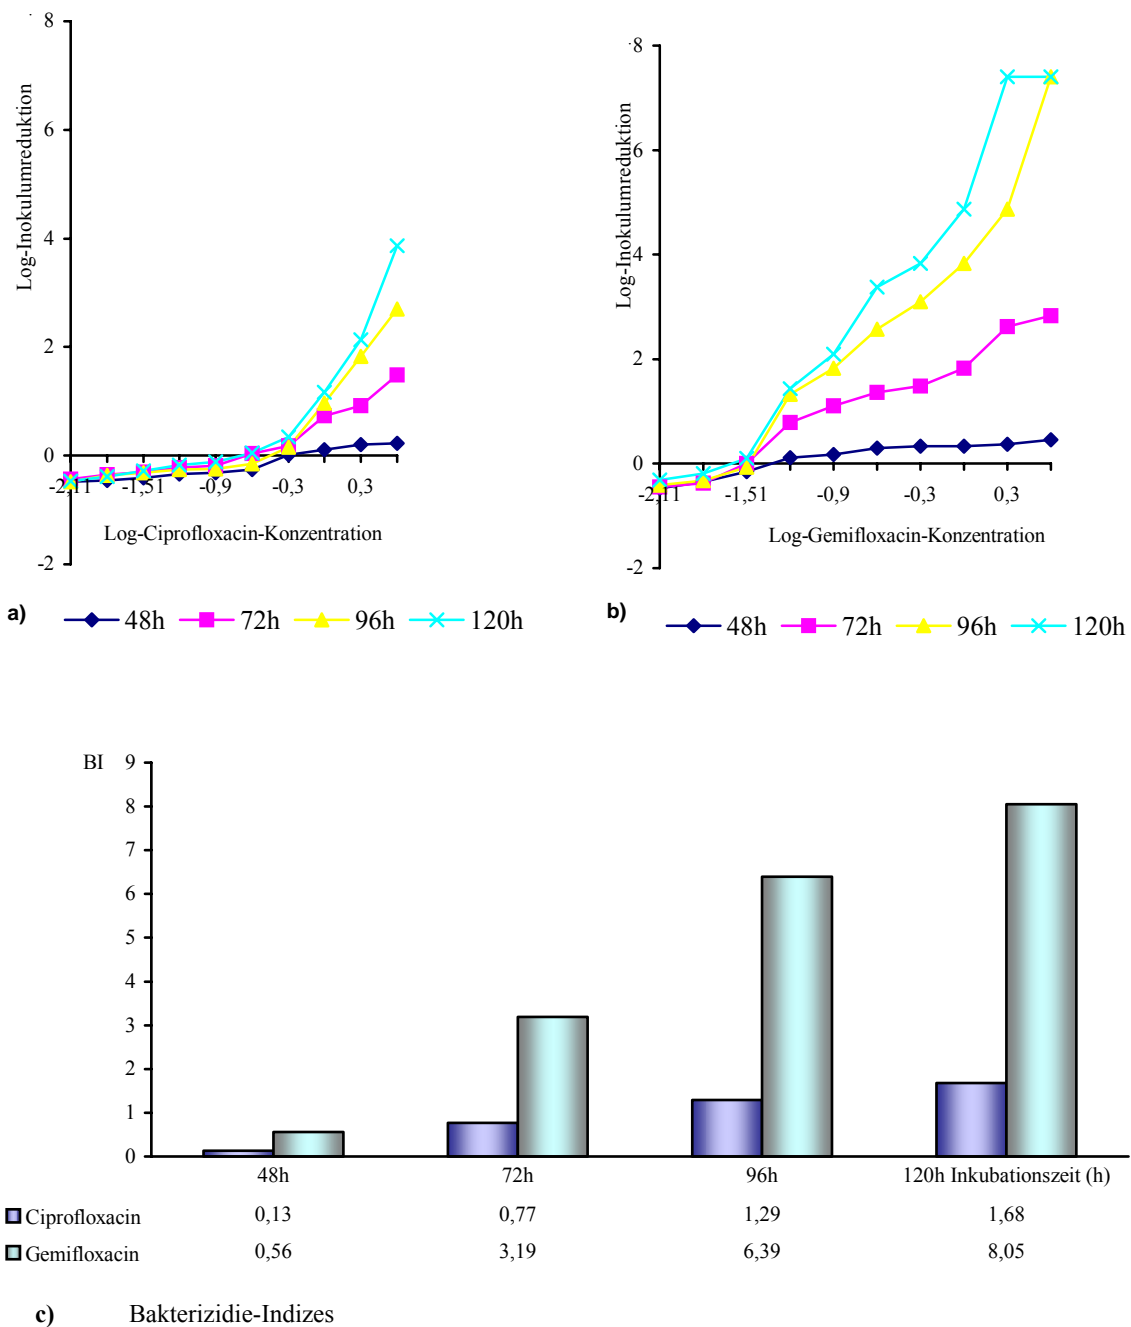 8
6
4
2
0
-2
Log-Inokulumreduktion
-2,11
-1,51
-0,9
-0,3
0,3
Log-Ciprofloxacin-Konzentration
a)
48h
72h
96h
120h
8
6
4
2
0
-2
Log-Inokulumreduktion
-2,11
-1,51
-0,9
-0,3
0,3
Log-Gemifloxacin-Konzentration
b)
48h
72h
96h
120h
BI
9
8
7
6
5
4
3
2
1
0
48h 72h 96h 120h Inkubationszeit (h)
Ciprofloxacin 0,13 0,77 1,29 1,68
Gemifloxacin 0,56 3,19 6,39 8,05
c) Bakterizidie-Indizes